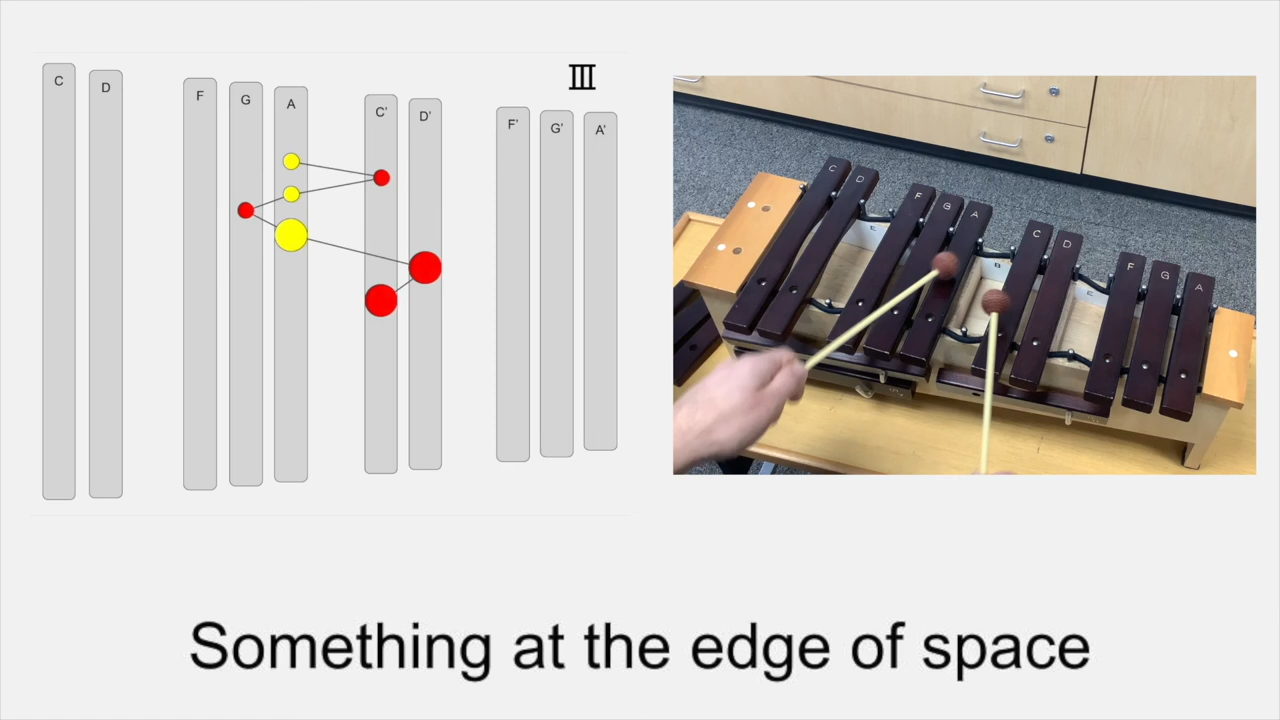 III
C D F G A C' D' F' G' A'
C D F G A C D F G A
E B E
Something at the edge of space